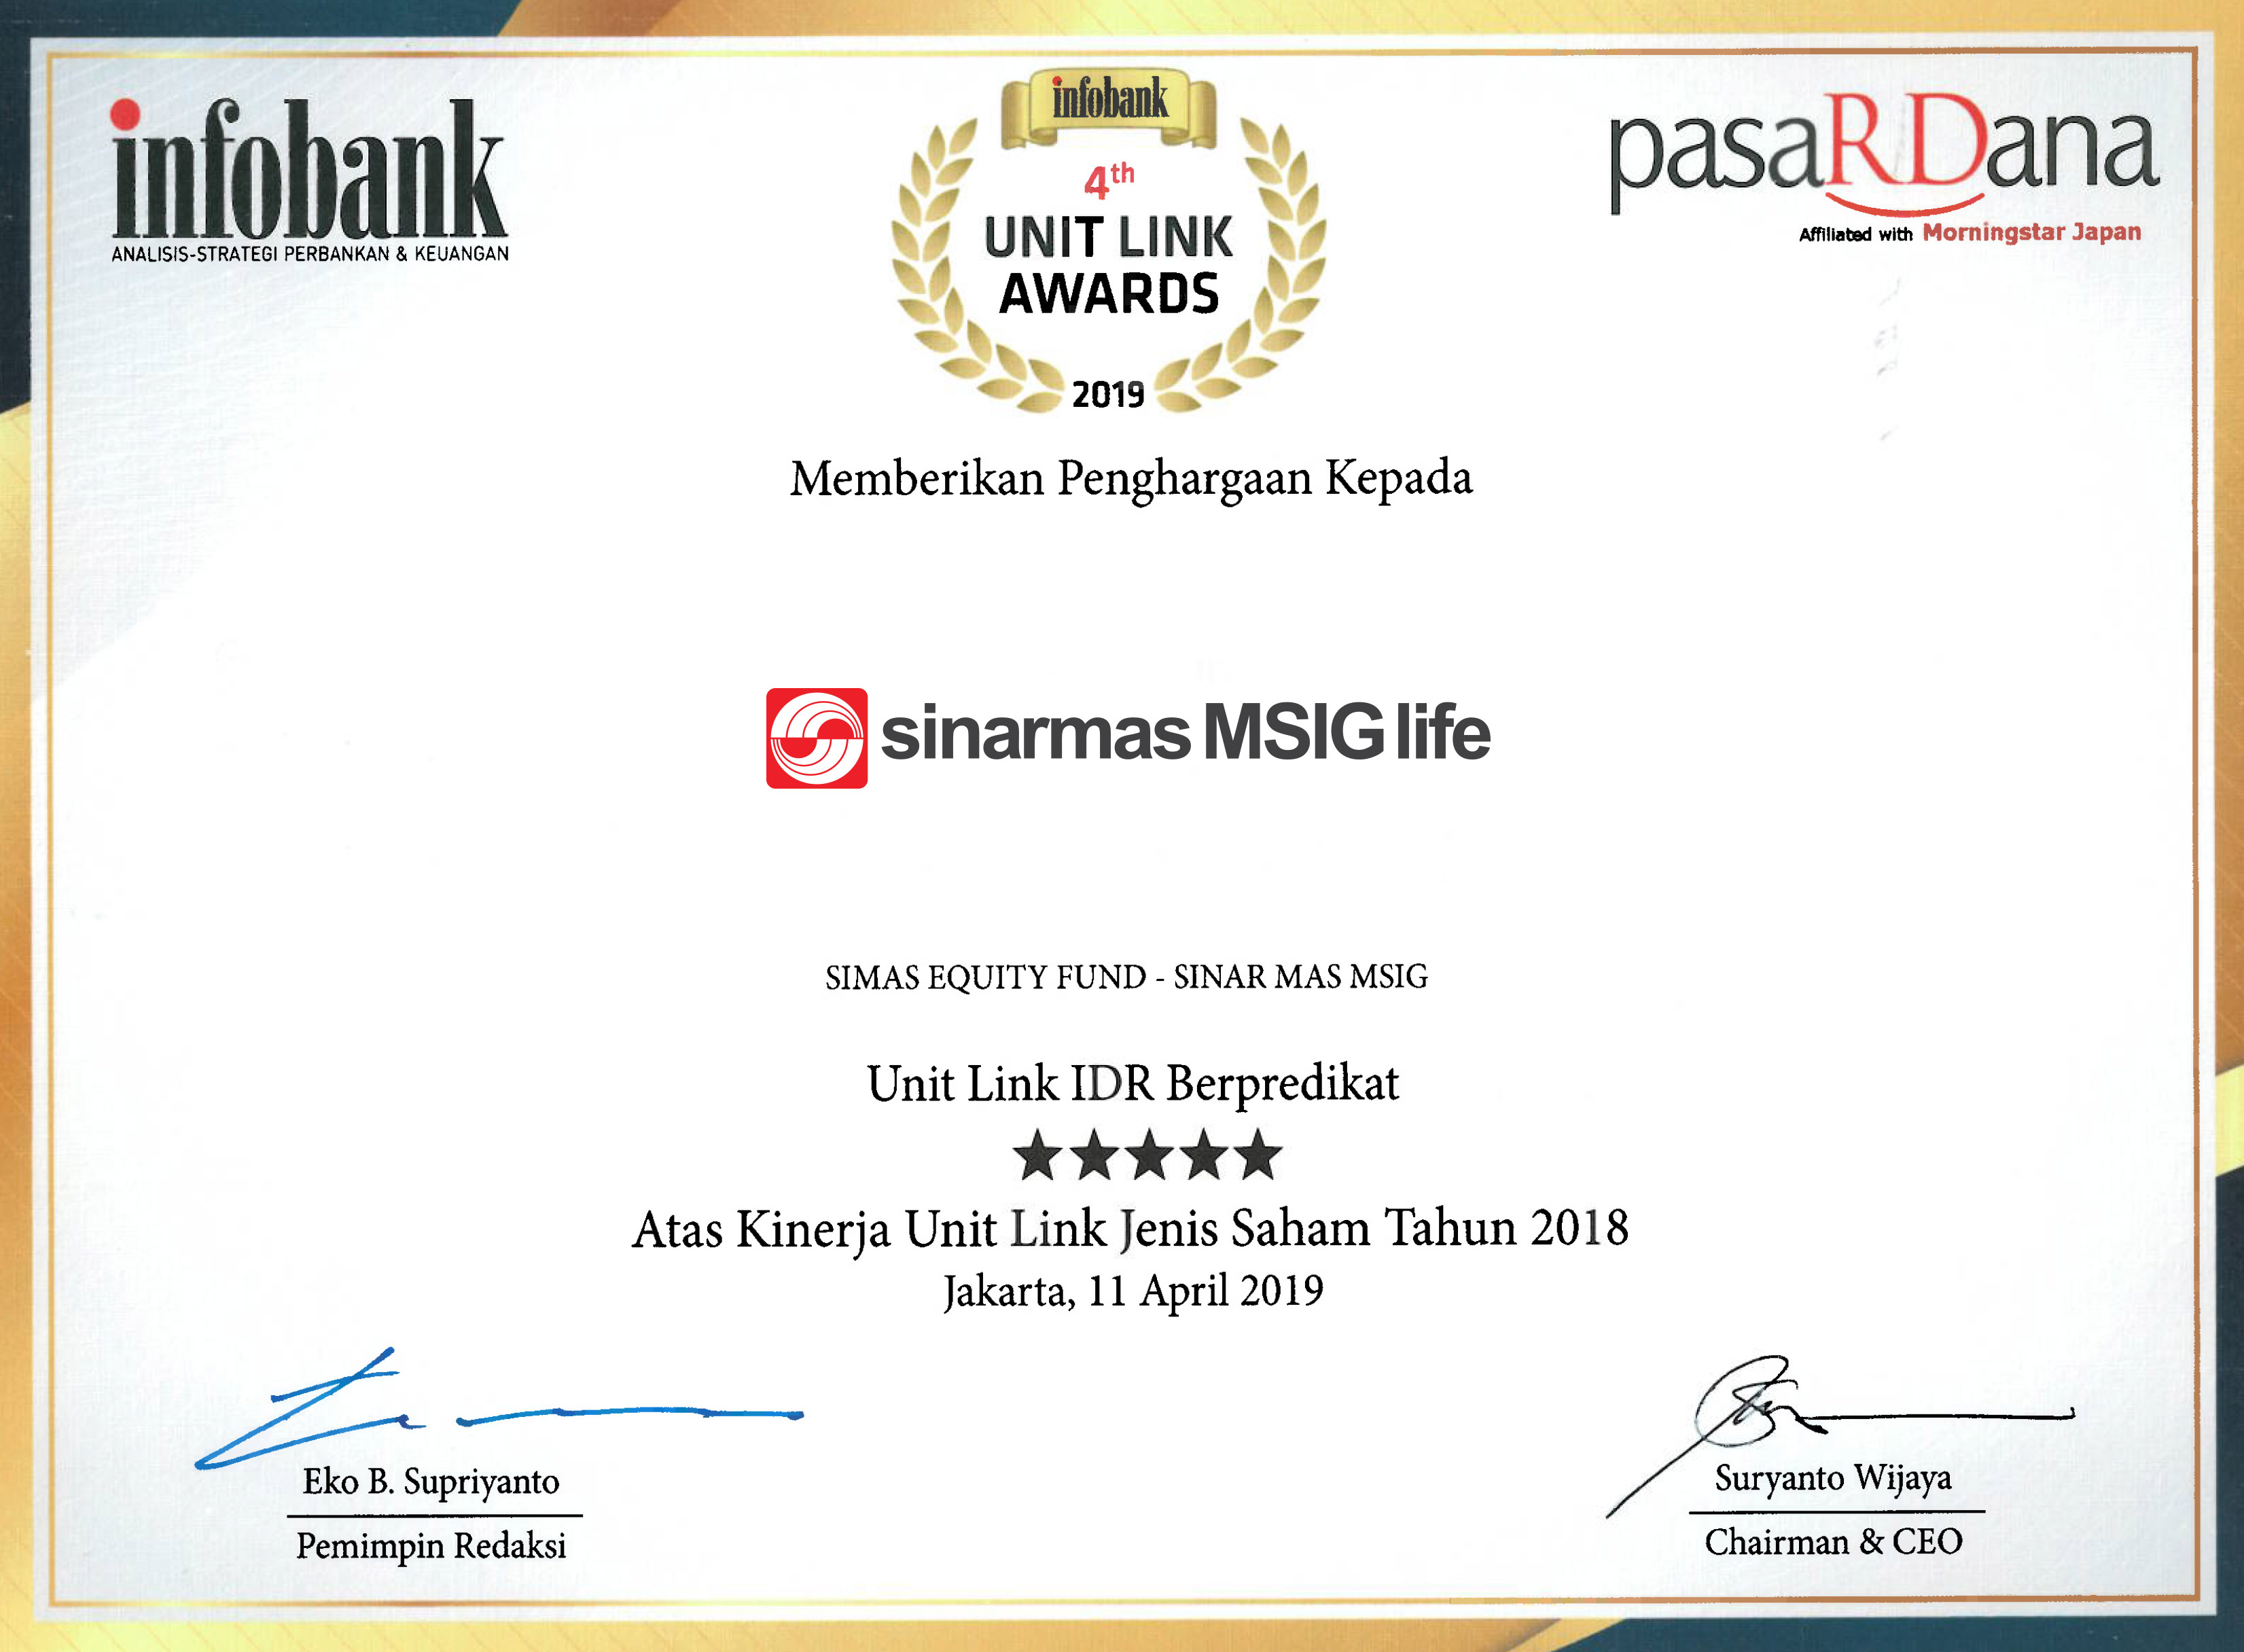 infobank
ANALISIS-STRATEGI PERBANKAN & KEUANGAN
infobank
4th
UNIT LINK
AWARDS
2019
pasaRDana
Affiliated with Morningstar Japan
Memberikan Penghargaan Kepada
sinarmas MSIG life
SIMAS EQUITY FUND - SINAR MAS MSIG
Unit Link IDR Berpredikat
★★★★★
Atas Kinerja Unit Link Jenis Saham Tahun 2018
Jakarta, 11 April 2019
Eko B. Supriyanto
Pemimpin Redaksi
Suryanto Wijaya
Chairman & CEO